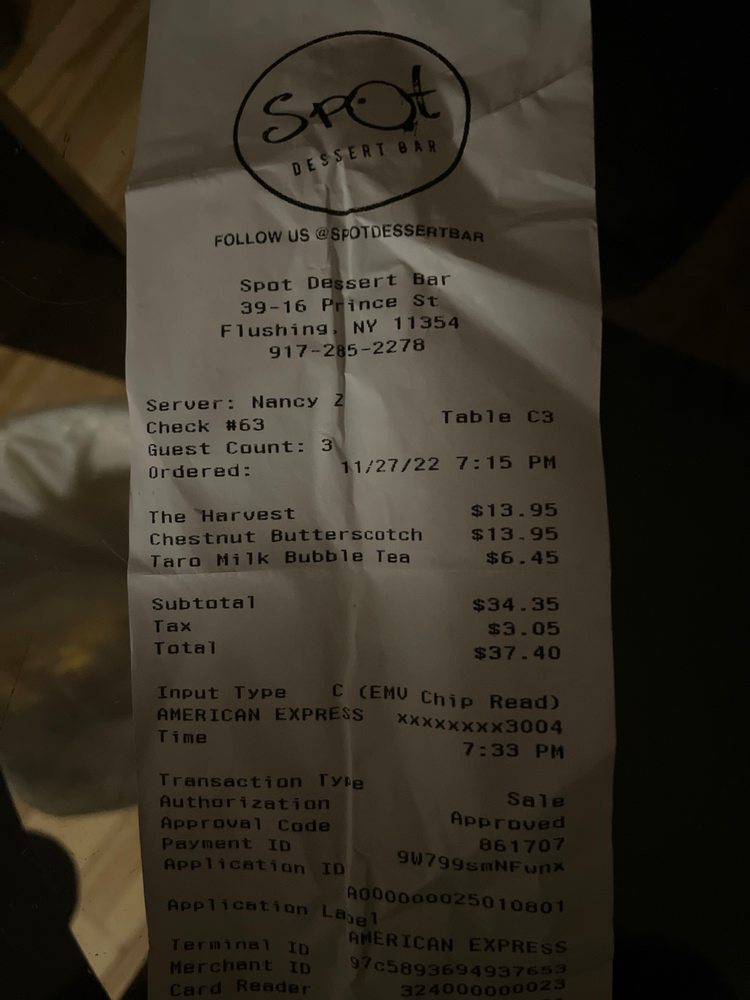 Spot
DESSERT BAR
FOLLOW US @SPOTDESSERTBAR
Spot Dessert Bar
39-16 Prince St
Flushing, NY 11354
917-285-2278
Server: Nancy Z
Check #63 Table C3
Guest Count: 3
Ordered: 11/27/22 7:15 PM
The Harvest $13.95
Chestnut Butterscotch $13.95
Taro Milk Bubble Tea $6.45
Subtotal $34.35
Tax $3.05
Total $37.40
Input Type C (EMV Chip Read)
AMERICAN EXPRESS xxxxxxxx3004
Time 7:33 PM
Transaction Type Sale
Authorization Approved
Approval Code 861707
Payment ID 9W799smNFunx
Application ID A000000025010801
Application Label AMERICAN EXPRESS
Terminal ID 97c5893694937653
Merchant ID 324000000023
Card Reader